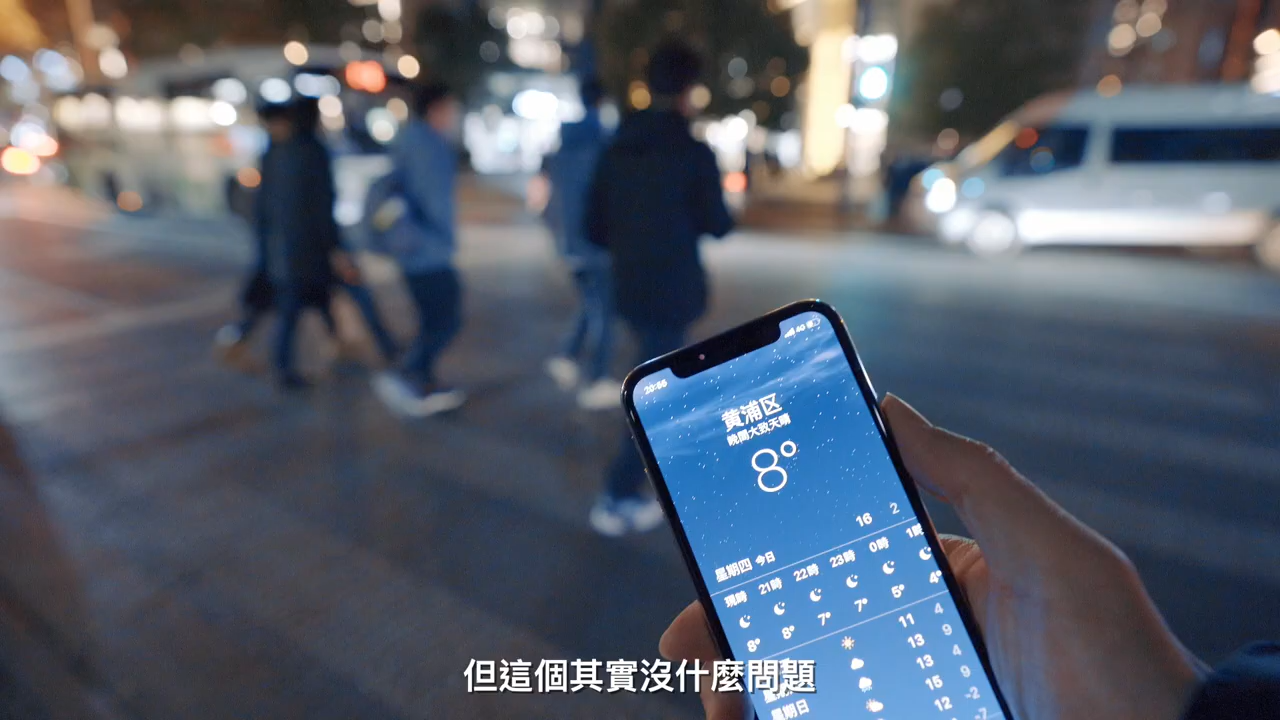 20:56
4G
黄浦区
晚間大致天晴
8°
星期四 今日 16 2
現時 21時 22時 23時 0時 1時
8° 8° 7° 7° 5° 4°
11 4
13 9
13 4
15 9
星期日 12 -2
-7
但這個其實沒什麼問題